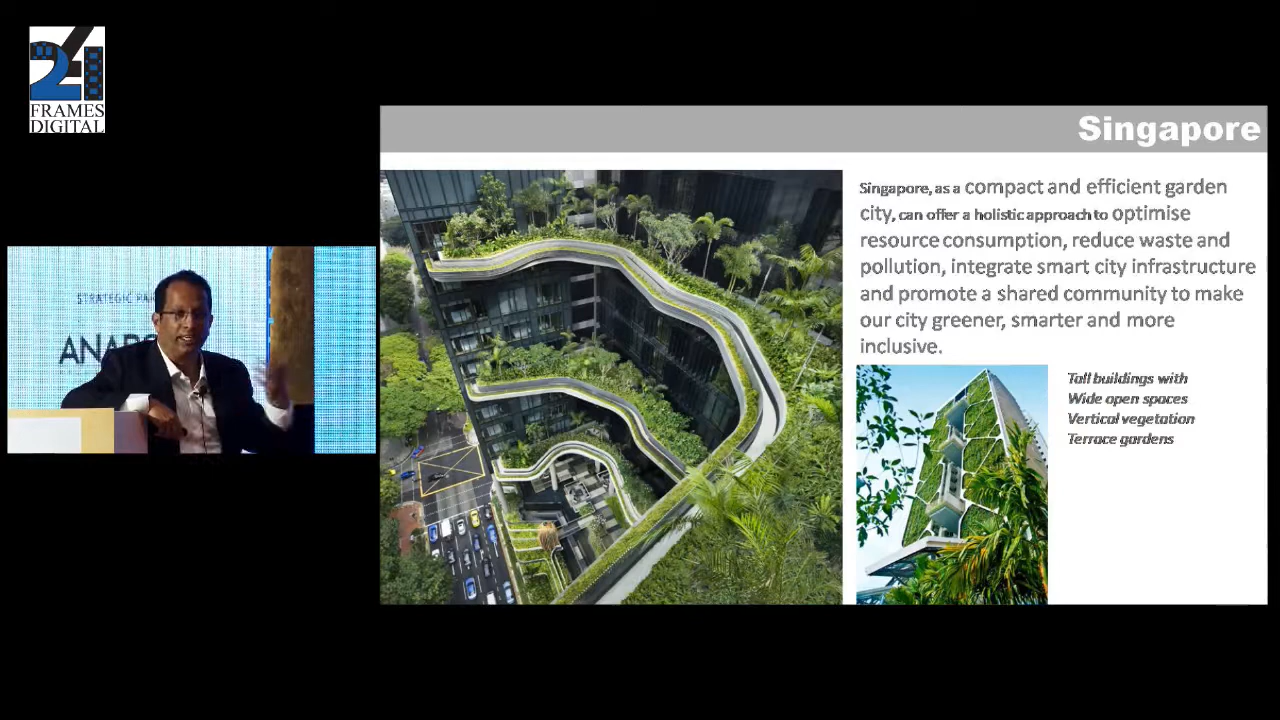 24
FRAMES
DIGITAL
Singapore
STRATEGIC
Singapore, as a compact and efficient garden
city, can offer a holistic approach to optimise
resource consumption, reduce waste and
pollution, integrate smart city infrastructure
and promote a shared community to make
our city greener, smarter and more
inclusive.
Tall buildings with
Wide open spaces
Vertical vegetation
Terrace gardens